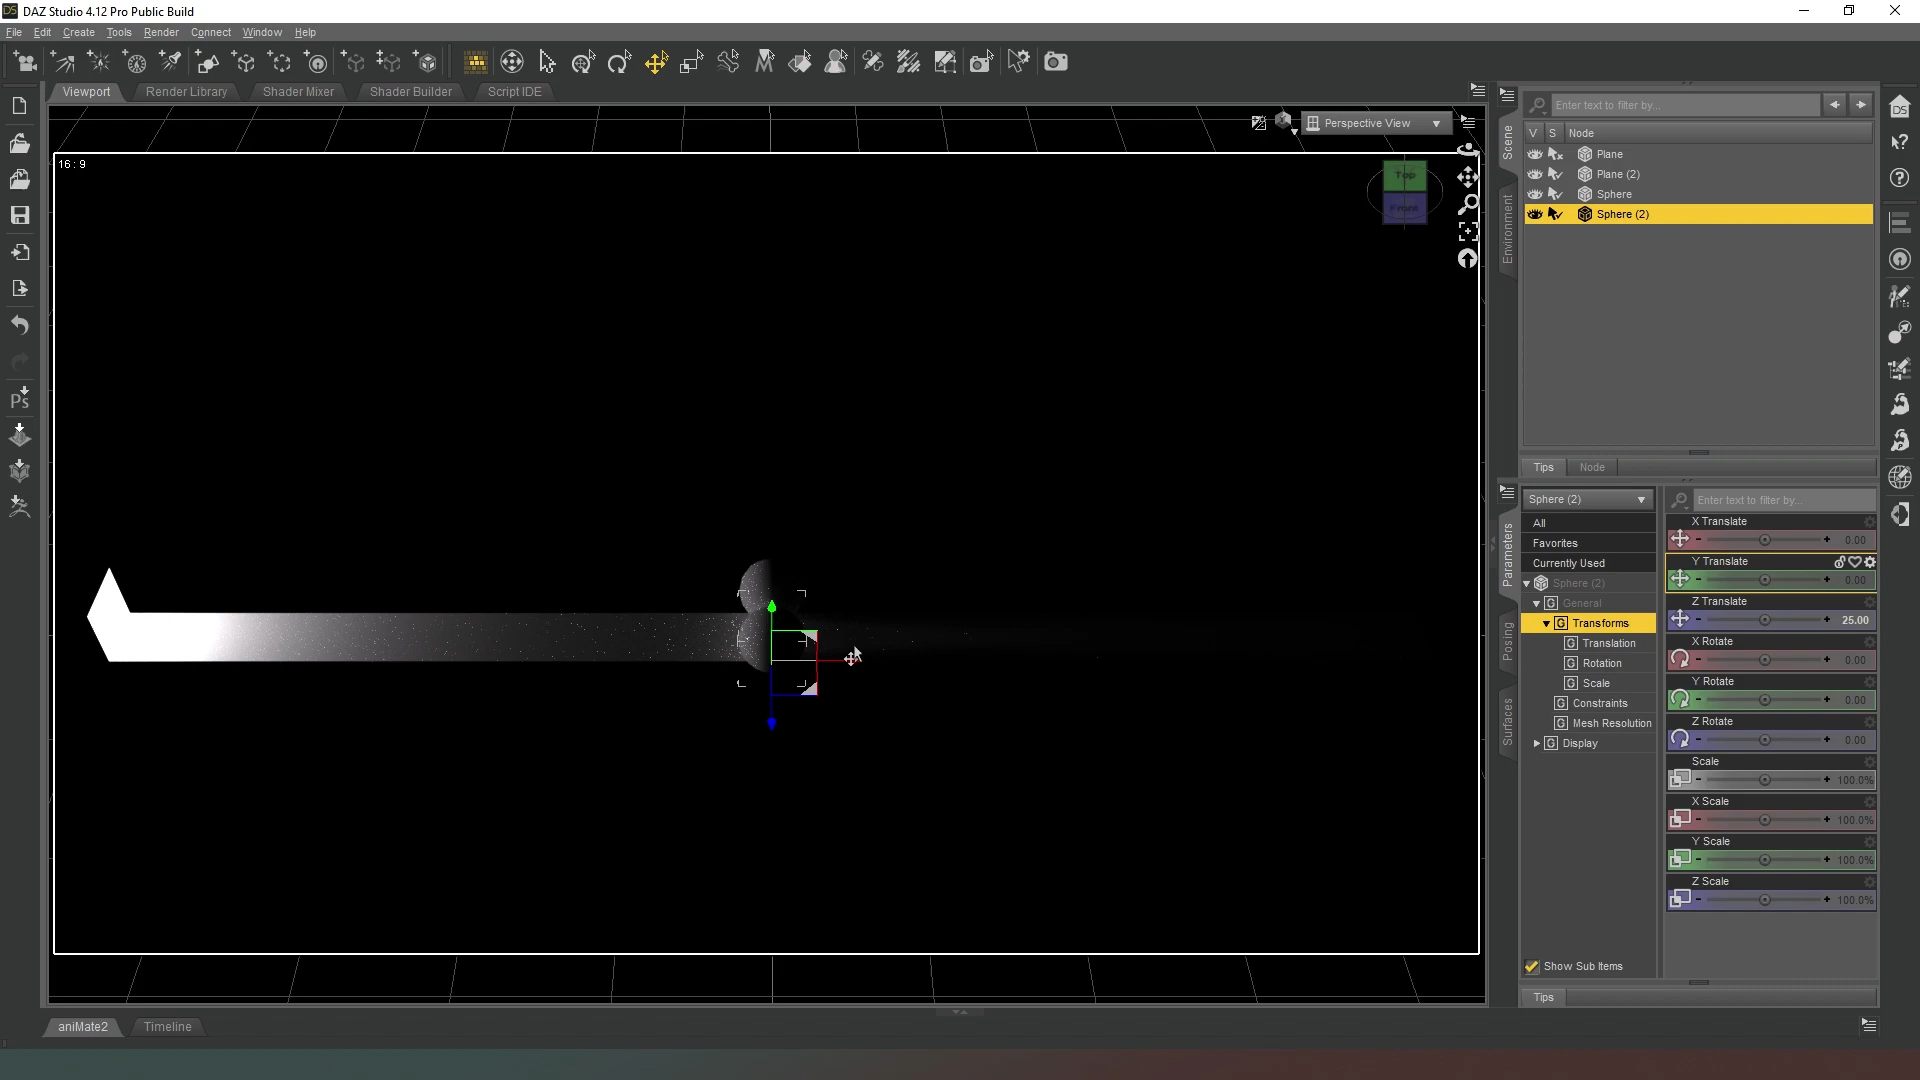 DAZ Studio 4.12 Pro Public Build
File Edit Create Tools Render Connect Window Help
Viewport Render Library Shader Mixer Shader Builder Script IDE
16 : 9
Perspective View
Top
Front
Scene
Environment
Enter text to filter by...
V S Node
Plane
Plane (2)
Sphere
Sphere (2)
Tips Node
Parameters
Posing
Surfaces
Sphere (2)
All
Favorites
Currently Used
Sphere (2)
G General
G Transforms
G Translation
G Rotation
G Scale
G Constraints
G Mesh Resolution
G Display
Show Sub Items
Enter text to filter by...
X Translate
0.00
Y Translate
0.00
Z Translate
25.00
X Rotate
0.00
Y Rotate
0.00
Z Rotate
0.00
Scale
100.0%
X Scale
100.0%
Y Scale
100.0%
Z Scale
100.0%
Tips
aniMate2 Timeline
Ps
DS